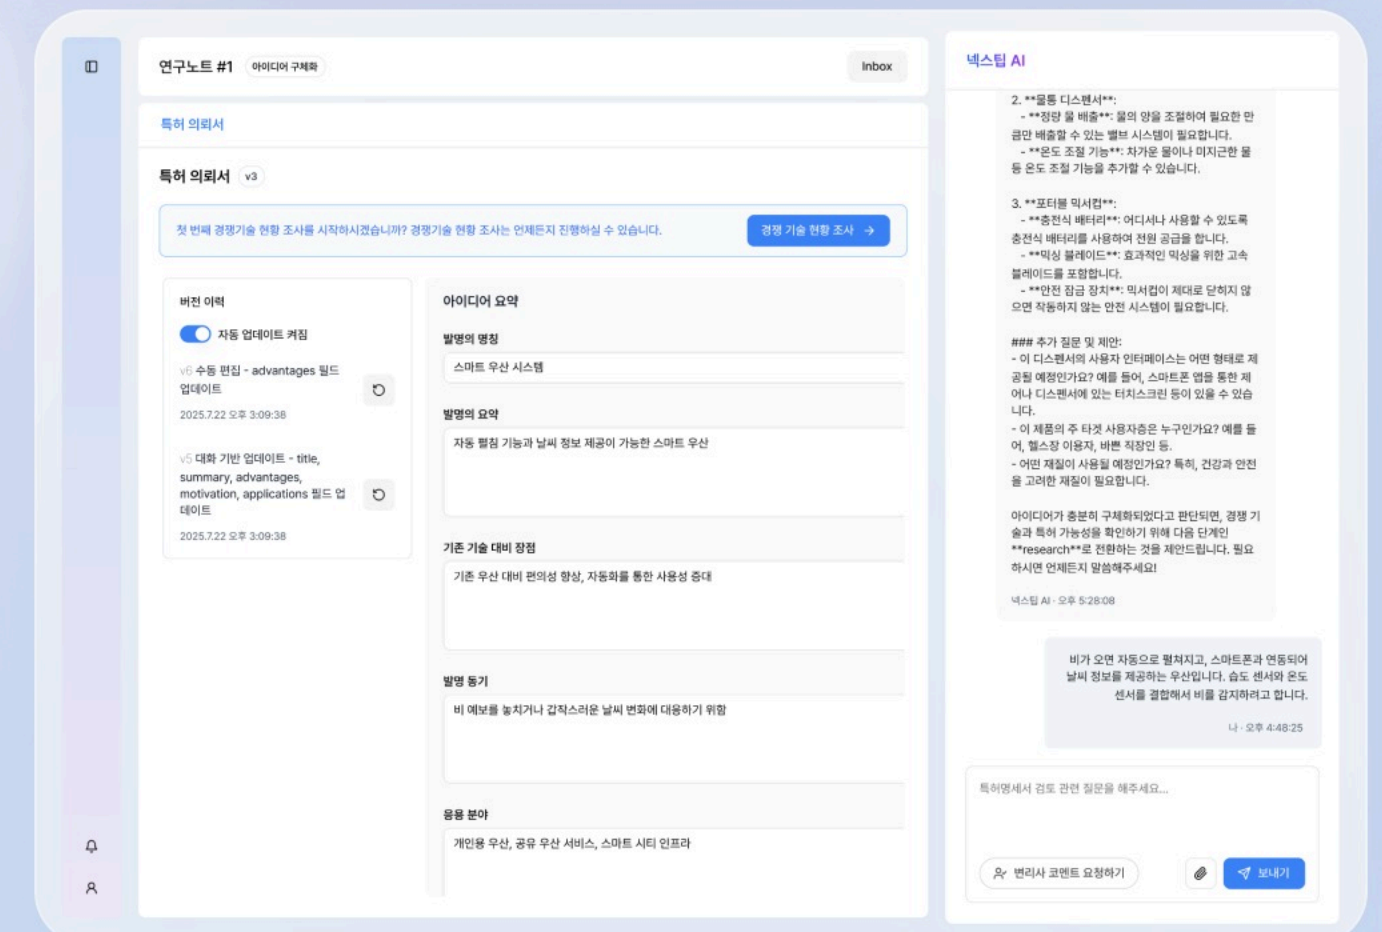 연구노트 #1
아이디어 구체화
Inbox
특허 의뢰서
특허 의뢰서
v3
첫 번째 경쟁기술 현황 조사를 시작하시겠습니까? 경쟁기술 현황 조사는 언제든지 진행하실 수 있습니다.
경쟁 기술 현황 조사 →
버전 이력
자동 업데이트 켜짐
v6 수동 편집 - advantages 필드
업데이트
2025.7.22 오후 3:09:38
v5 대화 기반 업데이트 - title,
summary, advantages,
motivation, applications 필드 업
데이트
2025.7.22 오후 3:09:38
아이디어 요약
발명의 명칭
스마트 우산 시스템
발명의 요약
자동 펼침 기능과 날씨 정보 제공이 가능한 스마트 우산
기존 기술 대비 장점
기존 우산 대비 편의성 향상, 자동화를 통한 사용성 증대
발명 동기
비 예보를 놓치거나 갑작스러운 날씨 변화에 대응하기 위함
응용 분야
개인용 우산, 공유 우산 서비스, 스마트 시티 인프라
넥스팁 AI
2. **물통 디스펜서**:
- **정량 물 배출**: 물의 양을 조절하여 필요한 만
큼만 배출할 수 있는 밸브 시스템이 필요합니다.
- **온도 조절 기능**: 차가운 물이나 미지근한 물
등 온도 조절 기능을 추가할 수 있습니다.
3. **포터블 믹서컵**:
- **충전식 배터리**: 어디서나 사용할 수 있도록
충전식 배터리를 사용하여 전원 공급을 합니다.
- **믹싱 블레이드**: 효과적인 믹싱을 위한 고속
블레이드를 포함합니다.
- **안전 잠금 장치**: 믹서컵이 제대로 닫히지 않
으면 작동하지 않는 안전 시스템이 필요합니다.
### 추가 질문 및 제안:
- 이 디스펜서의 사용자 인터페이스는 어떤 형태로 제
공될 예정인가요? 예를 들어, 스마트폰 앱을 통한 제
어나 디스펜서에 있는 터치스크린 등이 있을 수 있습
니다.
- 이 제품의 주 타겟 사용자층은 누구인가요? 예를 들
어, 헬스장 이용자, 바쁜 직장인 등.
- 어떤 재질이 사용될 예정인가요? 특히, 건강과 안전
을 고려한 재질이 필요합니다.
아이디어가 충분히 구체화되었다고 판단되면, 경쟁 기
술과 특허 가능성을 확인하기 위해 다음 단계인
**research**로 전환하는 것을 제안드립니다. 필요
하시면 언제든지 말씀해주세요!
넥스팁 AI · 오후 5:28:08
비가 오면 자동으로 펼쳐지고, 스마트폰과 연동되어
날씨 정보를 제공하는 우산입니다. 습도 센서와 온도
센서를 결합해서 비를 감지하려고 합니다.
나 · 오후 4:48:25
특허명세서 검토 관련 질문을 해주세요...
변리사 코멘트 요청하기
보내기